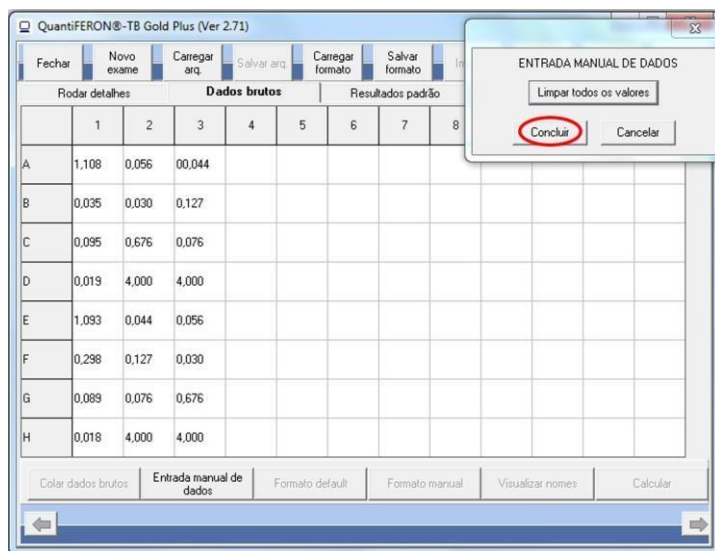 QuantiFERON®-TB Gold Plus (Ver 2.71)
Fechar
Novo exame
Carregar arq.
Salvar arq
Carregar formato
Salvar formato
ENTRADA MANUAL DE DADOS
Limpar todos os valores
Concluir
Cancelar
Rodar detalhes
Dados brutos
Resultados padrão
1 2 3 4 5 6 7 8
A 1,108 0,056 00,044
B 0,035 0,030 0,127
C 0,095 0,676 0,076
D 0,019 4,000 4,000
E 1,093 0,044 0,056
F 0,298 0,127 0,030
G 0,089 0,076 0,676
H 0,018 4,000 4,000
Colar dados brutos
Entrada manual de dados
Formato default
Formato manual
Visualizar nomes
Calcular